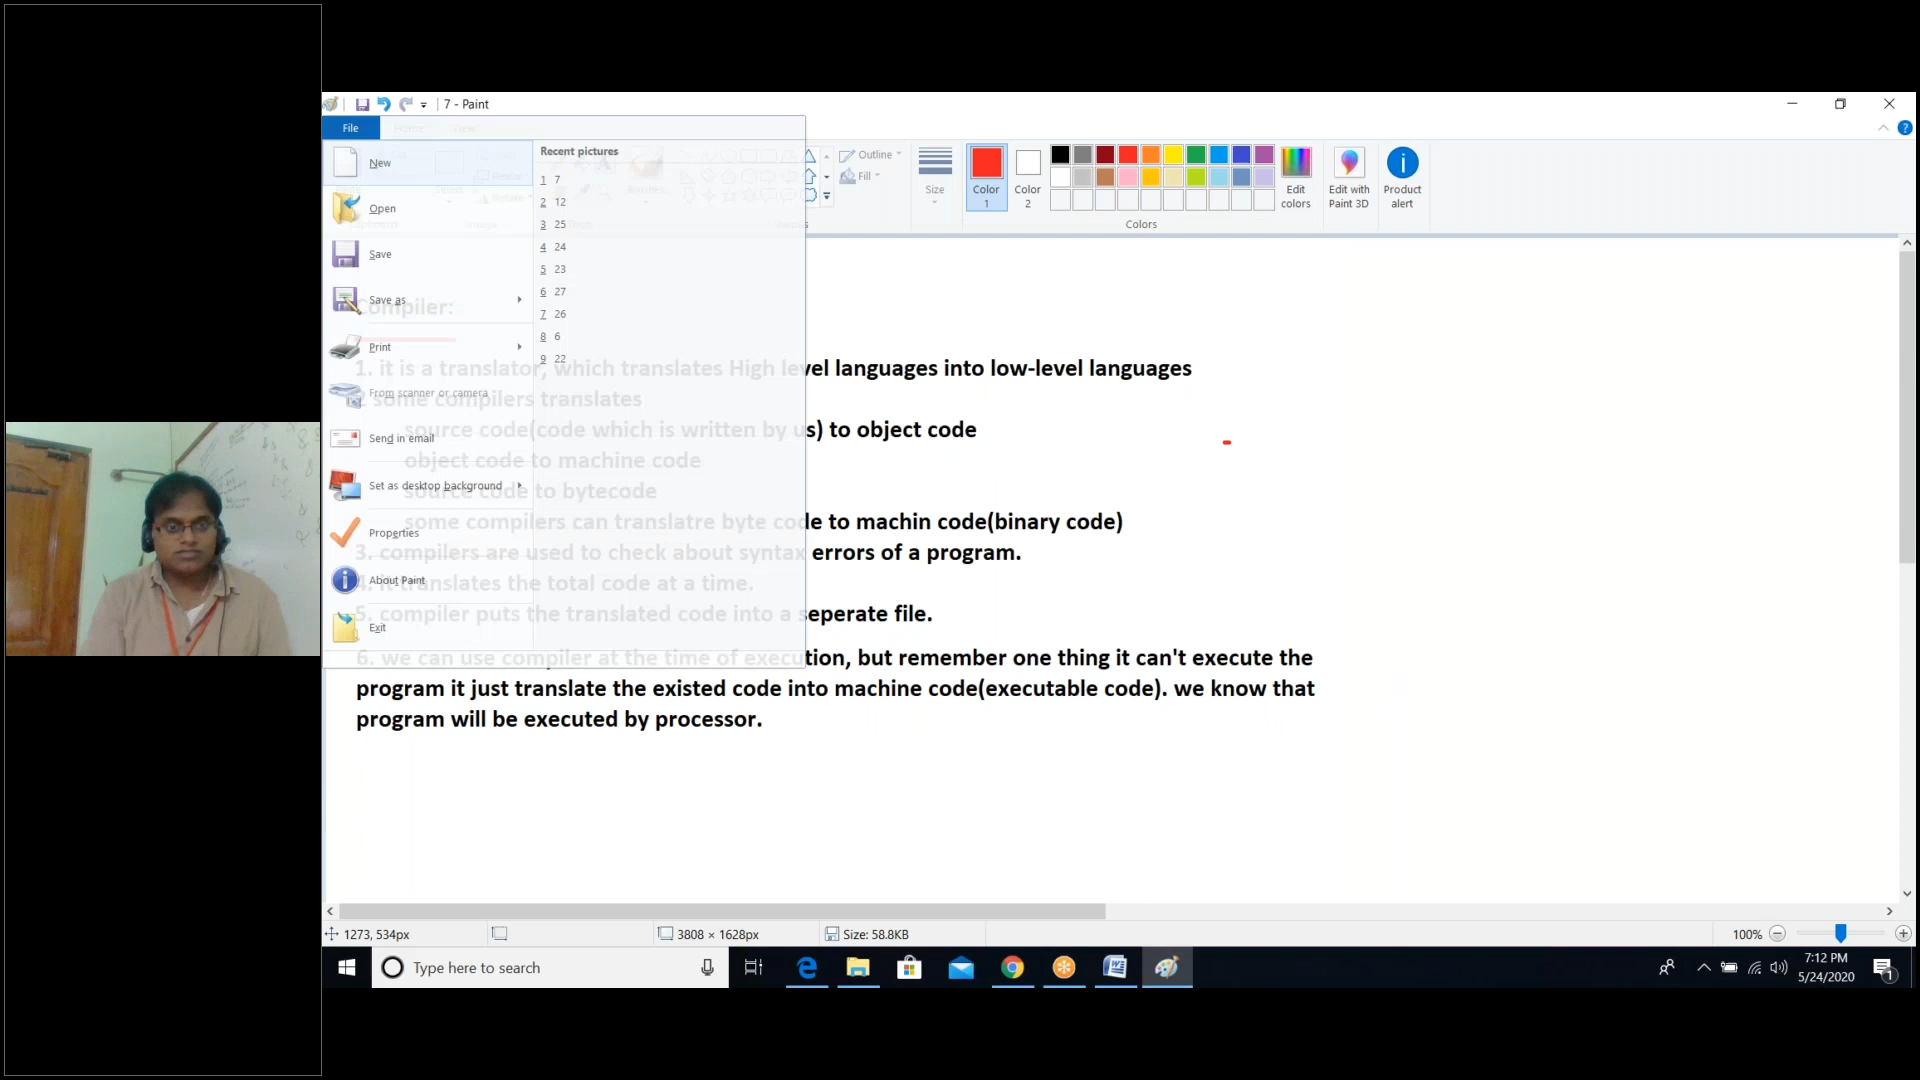 7 - Paint
File
Home View
New
Open
Save
Save as
Print
From scanner or camera
Send in email
Set as desktop background
Properties
About Paint
Exit
Recent pictures
1 7
2 12
3 25
4 24
5 23
6 27
7 26
8 6
9 22
Outline
Fill
Size
Color 1
Color 2
Edit colors
Edit with Paint 3D
Product alert
Colors
Compiler:
1. it is a translator, which translates High level languages into low-level languages
some compilers translates
source code(code which is written by us) to object code
object code to machine code
source code to bytecode
some compilers can translatre byte code to machin code(binary code)
3. compilers are used to check about syntax errors of a program.
4. it translates the total code at a time.
5. compiler puts the translated code into a seperate file.
6. we can use compiler at the time of execution, but remember one thing it can't execute the
program it just translate the existed code into machine code(executable code). we know that
program will be executed by processor.
1273, 534px
3808 × 1628px
Size: 58.8KB
100%
Type here to search
7:12 PM
5/24/2020
1